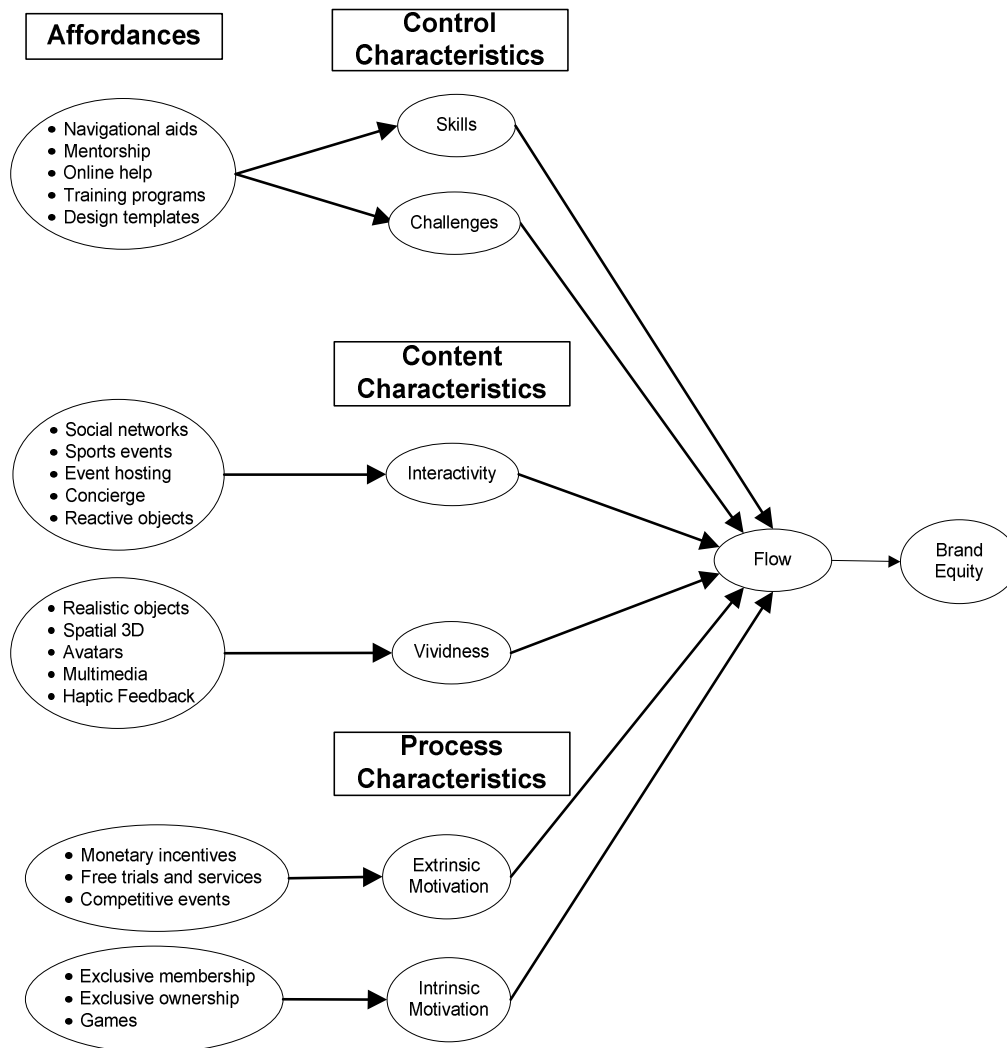 Affordances
Control
Characteristics
• Navigational aids
• Mentorship
• Online help
• Training programs
• Design templates
Skills
Challenges
Content
Characteristics
• Social networks
• Sports events
• Event hosting
• Concierge
• Reactive objects
Interactivity
• Realistic objects
• Spatial 3D
• Avatars
• Multimedia
• Haptic Feedback
Vividness
Flow
Brand
Equity
Process
Characteristics
• Monetary incentives
• Free trials and services
• Competitive events
Extrinsic
Motivation
• Exclusive membership
• Exclusive ownership
• Games
Intrinsic
Motivation